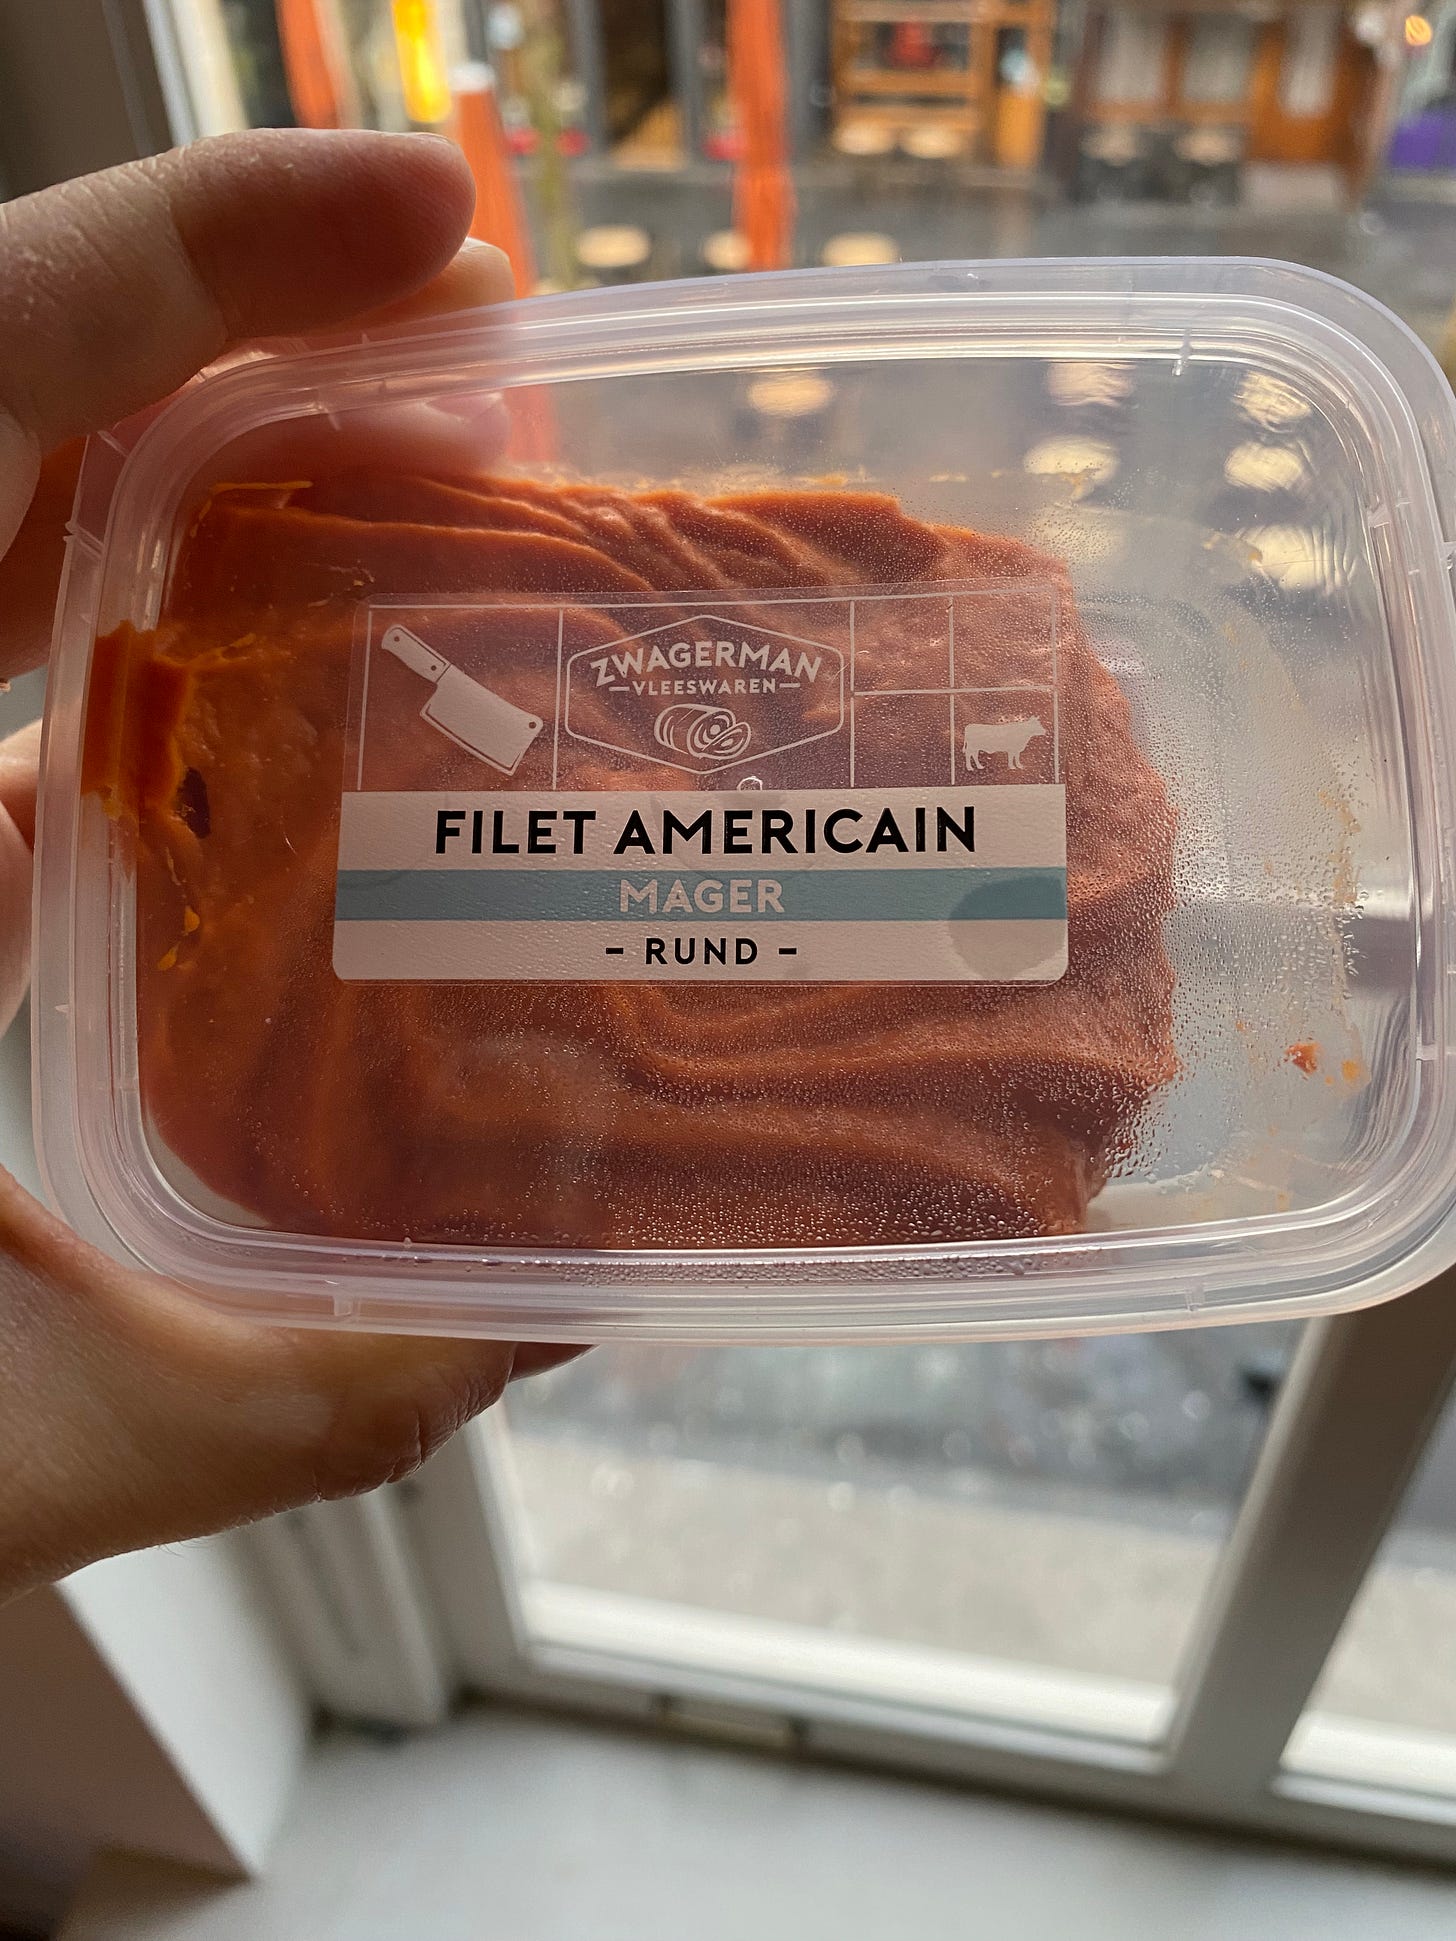 ZWAGERMAN
VLEESWAREN
FILET AMERICAIN
MAGER
- RUND -